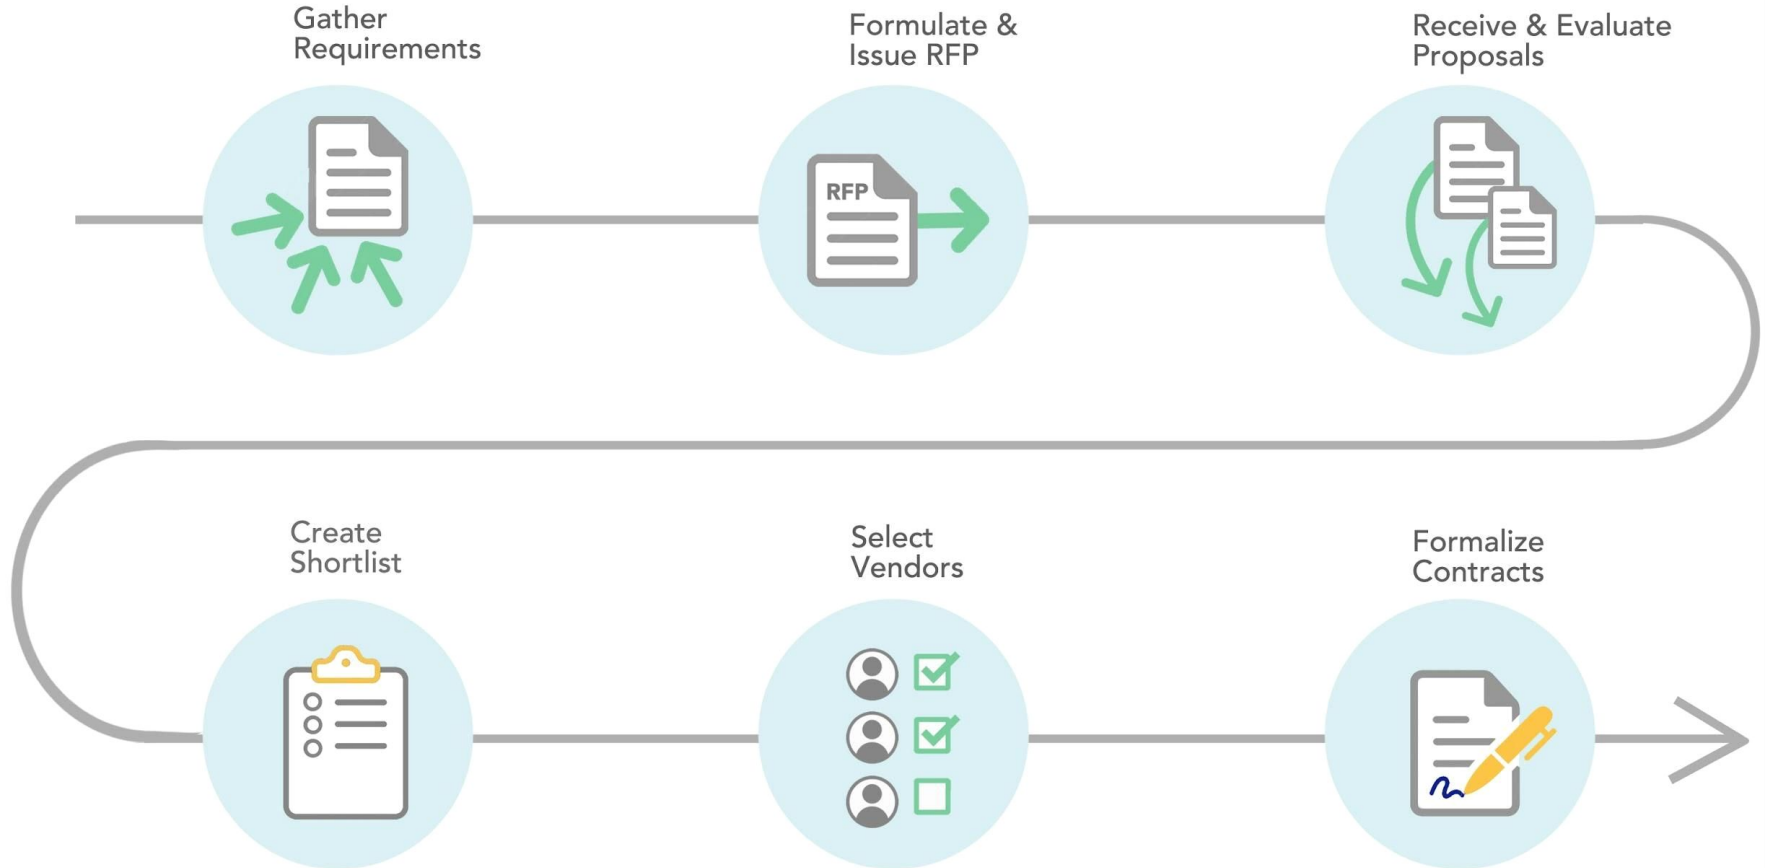 Gather
Requirements
Formulate &
Issue RFP
Receive & Evaluate
Proposals
RFP
Create
Shortlist
Select
Vendors
Formalize
Contracts